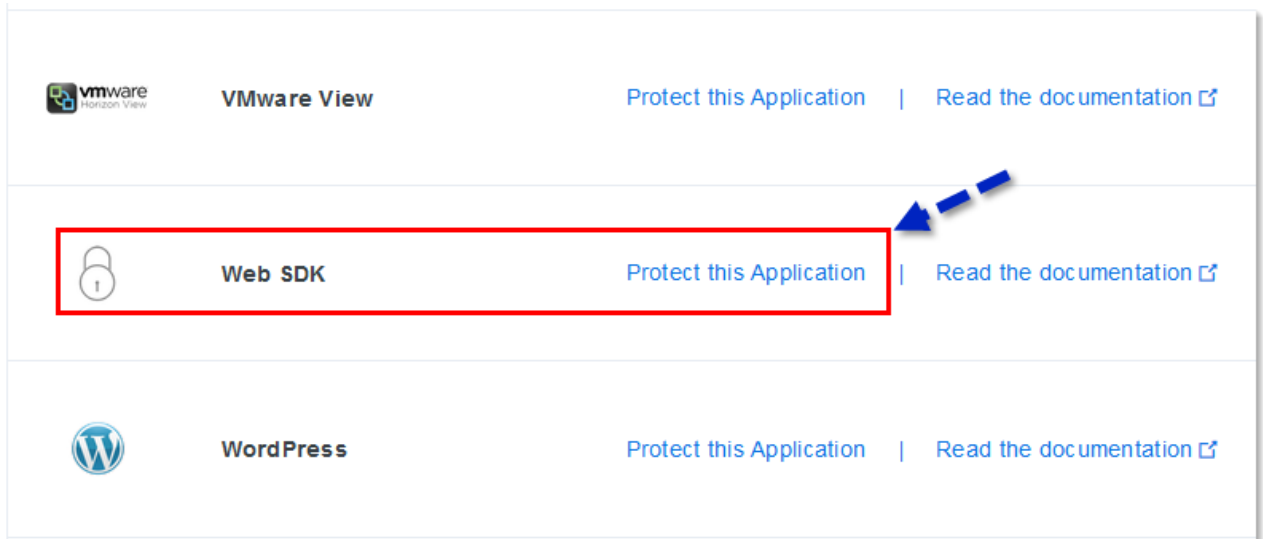 vmware
Horizon View
VMware View Protect this Application | Read the documentation
Web SDK Protect this Application | Read the documentation
W
WordPress Protect this Application | Read the documentation